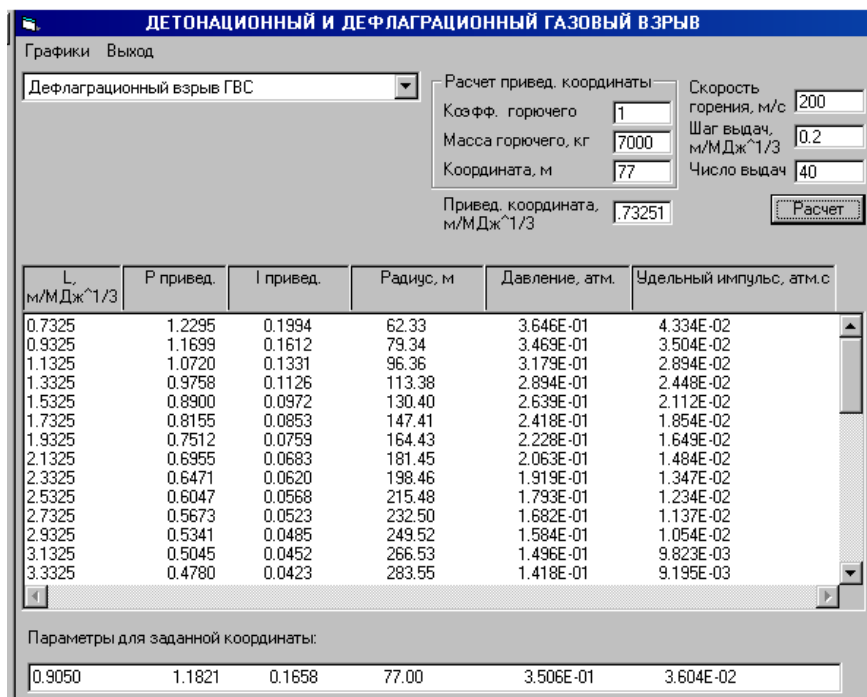 ДЕТОНАЦИОННЫЙ И ДЕФЛАГРАЦИОННЫЙ ГАЗОВЫЙ ВЗРЫВ
Графики Выход
Дефлаграционный взрыв ГВС
Расчет привед. координаты
Коэфф. горючего 1
Масса горючего, кг 7000
Координата, м 77
Привед. координата, м/МДж^1/3 .73251
Скорость горения, м/с 200
Шаг выдач, м/МДж^1/3 0.2
Число выдач 40
Расчет
L, м/МДж^1/3 P привед. I привед. Радиус, м Давление, атм. Удельный импульс, атм.с
0.7325 1.2295 0.1994 62.33 3.646E-01 4.334E-02
0.9325 1.1699 0.1612 79.34 3.469E-01 3.504E-02
1.1325 1.0720 0.1331 96.36 3.179E-01 2.894E-02
1.3325 0.9758 0.1126 113.38 2.894E-01 2.448E-02
1.5325 0.8900 0.0972 130.40 2.639E-01 2.112E-02
1.7325 0.8155 0.0853 147.41 2.418E-01 1.854E-02
1.9325 0.7512 0.0759 164.43 2.228E-01 1.649E-02
2.1325 0.6955 0.0683 181.45 2.063E-01 1.484E-02
2.3325 0.6471 0.0620 198.46 1.919E-01 1.347E-02
2.5325 0.6047 0.0568 215.48 1.793E-01 1.234E-02
2.7325 0.5673 0.0523 232.50 1.682E-01 1.137E-02
2.9325 0.5341 0.0485 249.52 1.584E-01 1.054E-02
3.1325 0.5045 0.0452 266.53 1.496E-01 9.823E-03
3.3325 0.4780 0.0423 283.55 1.418E-01 9.195E-03
Параметры для заданной координаты:
0.9050 1.1821 0.1658 77.00 3.506E-01 3.604E-02